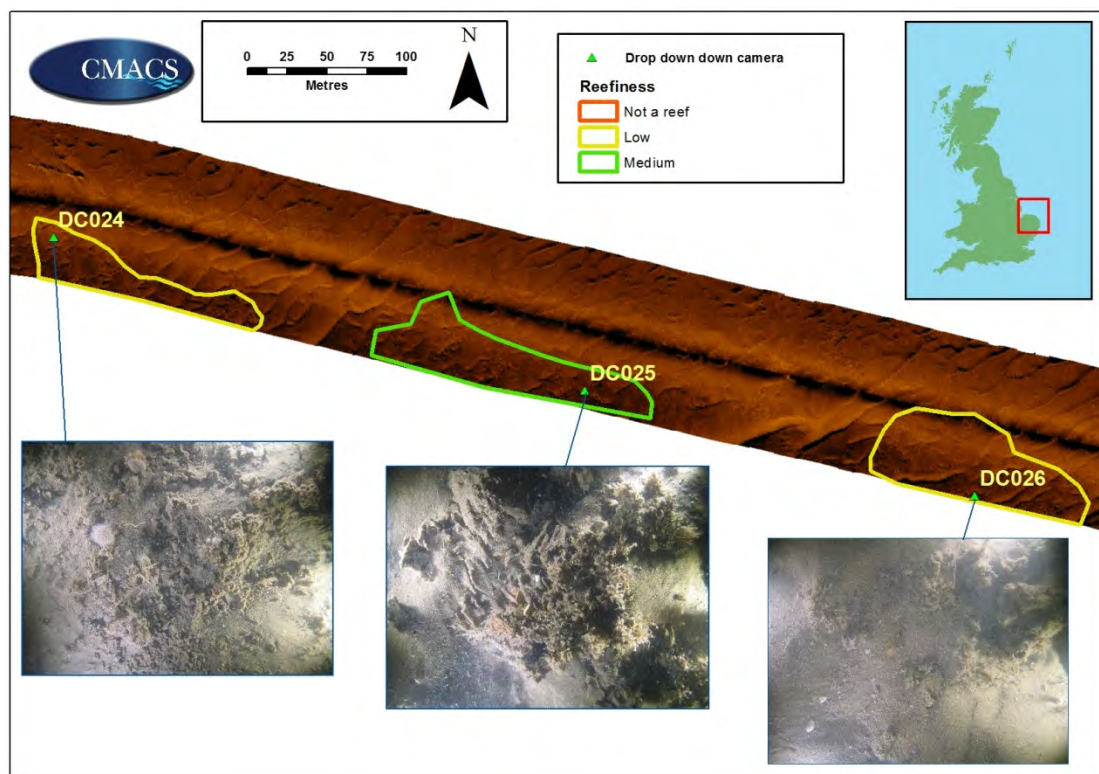 CMACS
0 25 50 75 100
Metres
N
Drop down down camera
Reefiness
Not a reef
Low
Medium
DC024
DC025
DC026